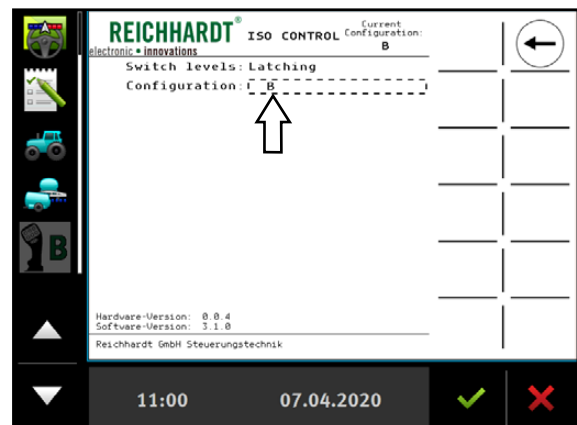 REICHHARDT®
electronic • innovations
ISO CONTROL
Current
Configuration:
B
Switch levels: Latching
Configuration: B
B
Hardware-Version: 0.0.4
Software-Version: 3.1.0
Reichhardt GmbH Steuerungstechnik
11:00 07.04.2020